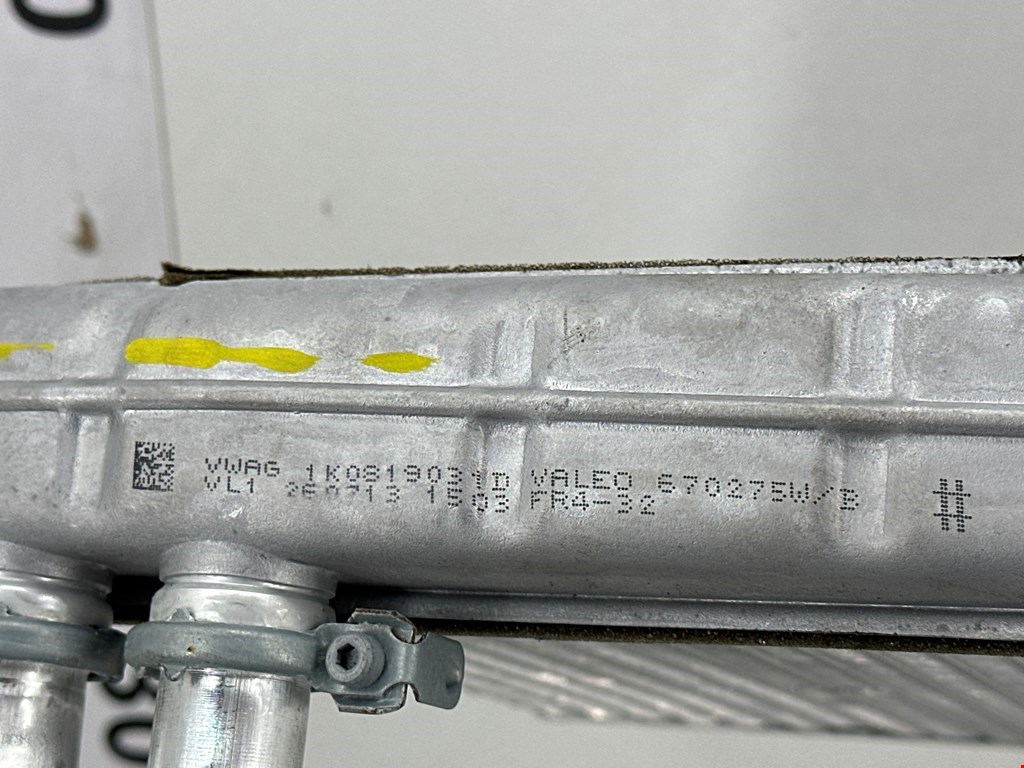 VWAG 1K0819031D VALEO 670275W/B
VL1 260713 1503 FR4-32
#